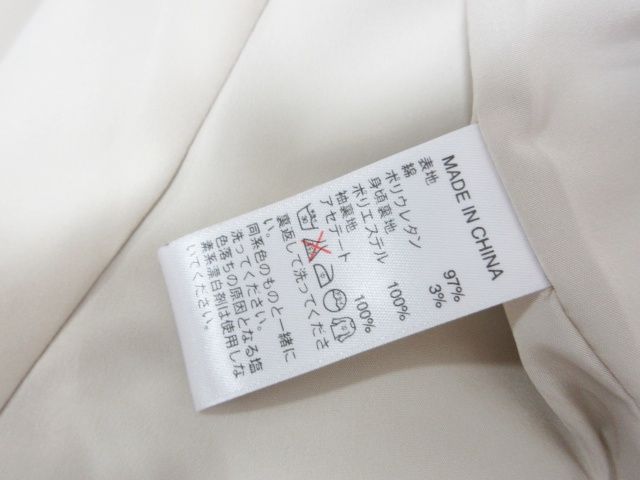 MADE IN CHINA
表地
綿 97%
ポリウレタン 3%
身頃裏地
ポリエステル 100%
袖裏地
アセテート 100%
裏返して洗ってくださ
い。
同系色のものと一緒に
洗ってください。
色落ちの原因となる塩
素系漂白剤は使用しな
いでください。